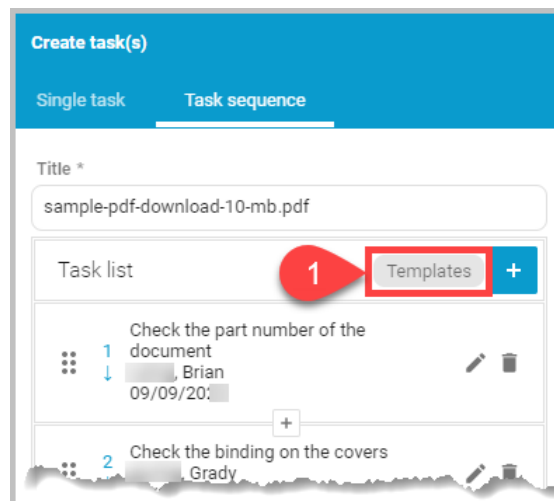 Create task(s)
Single task Task sequence
Title *
sample-pdf-download-10-mb.pdf
Task list 1 Templates +
Check the part number of the
1 document
↓ , Brian
09/09/202
+
Check the binding on the covers
2 , Grady